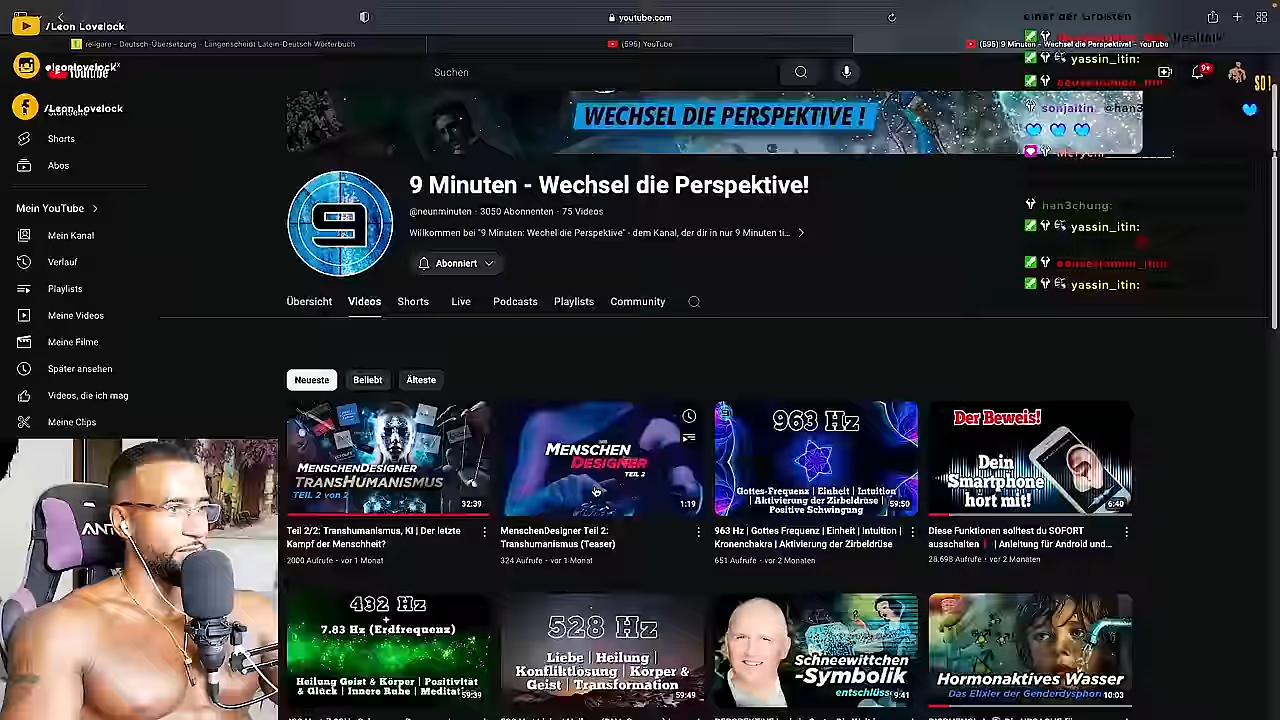 /Leon Lovelock
youtube.com
einer der Größten
religare - Deutsch-Übersetzung - Langenscheidt Latein-Deutsch Wörterbuch
(595) YouTube
(595) 9 Minuten - Wechsel die Perspektive! - YouTube
yassin_itin:
@leonlovelock
Suchen
9+
/Leon Lovelock
Startseite
sonjaitin_ @han3
Shorts
Abos
WECHSEL DIE PERSPEKTIVE !
9
9 Minuten - Wechsel die Perspektive!
@neunminuten · 3050 Abonnenten · 75 Videos
Willkommen bei "9 Minuten: Wechel die Perspektive" - dem Kanal, der dir in nur 9 Minuten ti...
Abonniert
han3chung:
yassin_itin:
yassin_itin:
Mein YouTube
Mein Kanal
Verlauf
Playlists
Meine Videos
Meine Filme
Später ansehen
Videos, die ich mag
Meine Clips
Übersicht
Videos
Shorts
Live
Podcasts
Playlists
Community
Neueste
Beliebt
Älteste
MENSCHENDESIGNER
TRANSHUMANISMUS
TEIL 2 von 2
32:39
Teil 2/2: Transhumanismus, KI | Der letzte
Kampf der Menschheit?
2000 Aufrufe · vor 1 Monat
MENSCHEN
DESIGNER
TEIL 2
1:19
MenschenDesigner Teil 2:
Transhumanismus (Teaser)
324 Aufrufe · vor 1 Monat
963 Hz
Gottes-Frequenz | Einheit | Intuition
| Aktivierung der Zirbeldrüse |
Positive Schwingung
59:50
963 Hz | Gottes Frequenz | Einheit | Intuition |
Kronenchakra | Aktivierung der Zirbeldrüse
651 Aufrufe · vor 2 Monaten
Der Beweis!
Dein
Smartphone
hört mit!
6:40
Diese Funktionen solltest du SOFORT
ausschalten❗| Anleitung für Android und...
28.698 Aufrufe · vor 2 Monaten
432 Hz
+
7.83 Hz (Erdfrequenz)
Heilung Geist & Körper | Positivität
& Glück | Innere Ruhe | Meditat
59:39
528 Hz
Liebe | Heilung |
Konfliktlösung | Körper &
Geist | Transformation
59:49
Schneewittchen
-Symbolik
entschlüss
9:41
Hormonaktives Wasser
Das Elixier der Genderdysphori
10:03
ANT